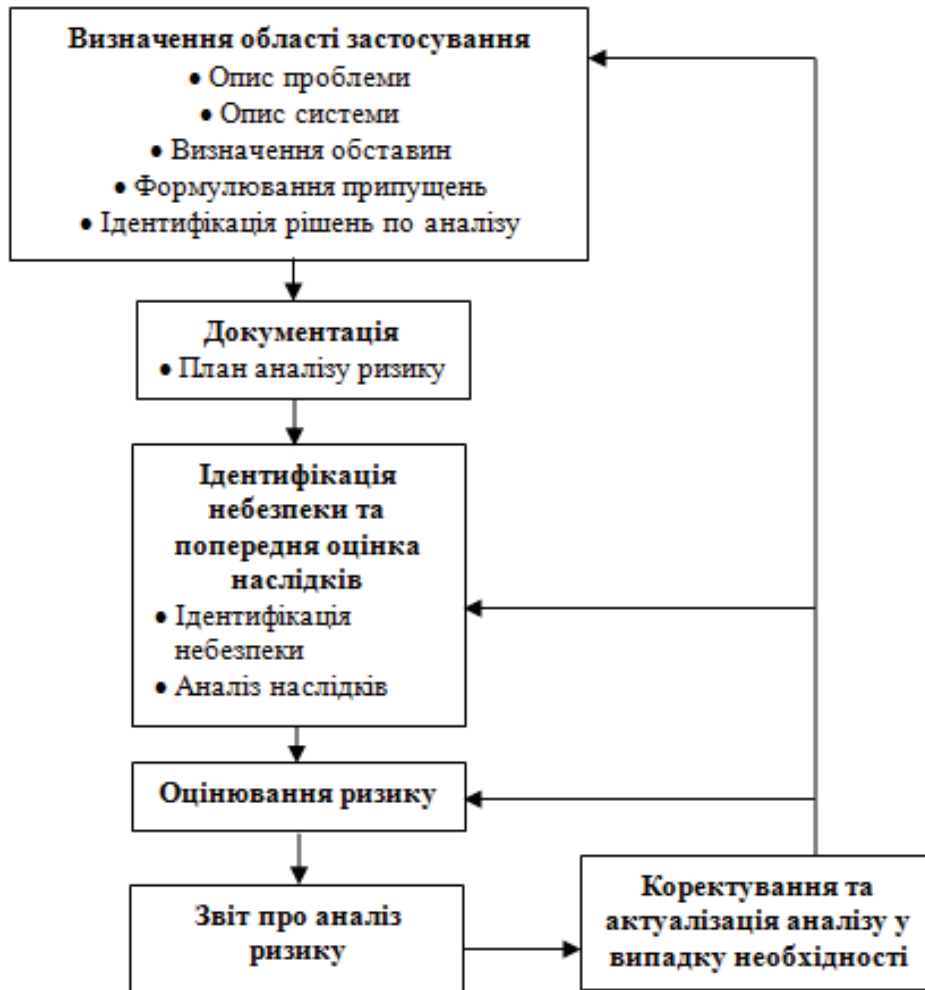 Визначення області застосування
● Опис проблеми
● Опис системи
● Визначення обставин
● Формулювання припущень
● Ідентифікація рішень по аналізу
Документація
● План аналізу ризику
Ідентифікація
небезпеки та
попередня оцінка
наслідків
● Ідентифікація
небезпеки
● Аналіз наслідків
Оцінювання ризику
Звіт про аналіз
ризику
Коректування та
актуалізація аналізу у
випадку необхідності